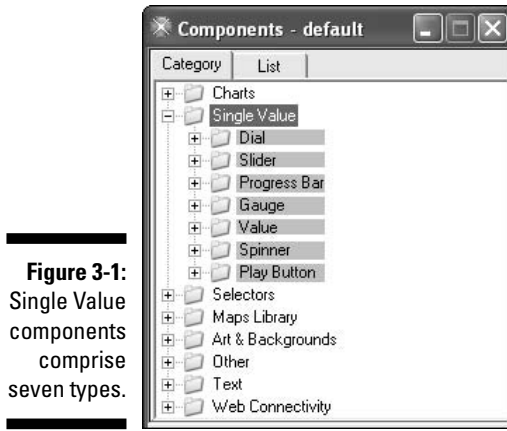 Components - default
Category
List
Charts
Single Value
Dial
Slider
Progress Bar
Gauge
Value
Spinner
Play Button
Selectors
Maps Library
Art & Backgrounds
Other
Text
Web Connectivity
Figure 3-1:
Single Value
components
comprise
seven types.